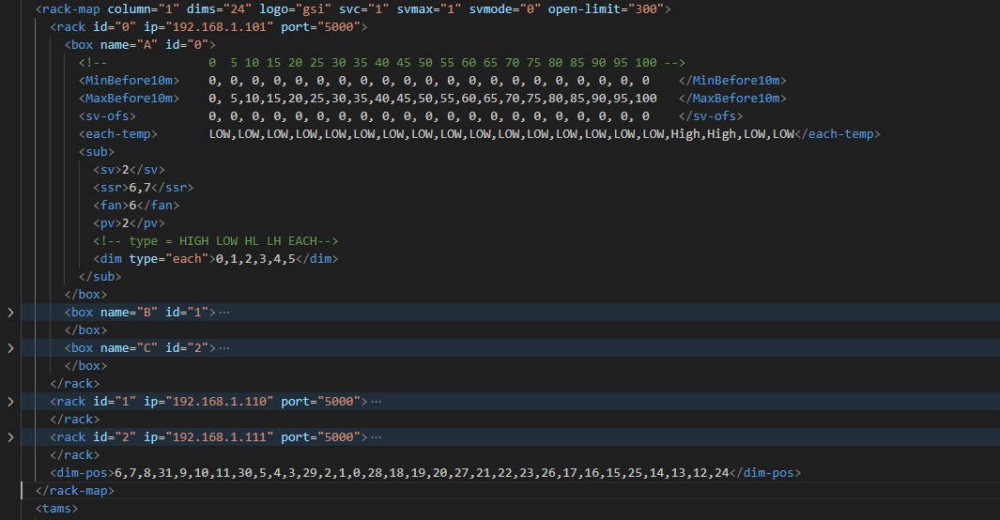 <rack-map column="1" dims="24" logo="gsi" svc="1" svmax="1" svmode="0" open-limit="300">
<rack id="0" ip="192.168.1.101" port="5000">
<box name="A" id="0">
<!-- 0 5 10 15 20 25 30 35 40 45 50 55 60 65 70 75 80 85 90 95 100 -->
<MinBefore10m> 0, 0, 0, 0, 0, 0, 0, 0, 0, 0, 0, 0, 0, 0, 0, 0, 0, 0, 0, 0, 0 </MinBefore10m>
<MaxBefore10m> 0, 5,10,15,20,25,30,35,40,45,50,55,60,65,70,75,80,85,90,95,100 </MaxBefore10m>
<sv-ofs> 0, 0, 0, 0, 0, 0, 0, 0, 0, 0, 0, 0, 0, 0, 0, 0, 0, 0, 0, 0, 0 </sv-ofs>
<each-temp> LOW,LOW,LOW,LOW,LOW,LOW,LOW,LOW,LOW,LOW,LOW,LOW,LOW,LOW,LOW,LOW,High,High,LOW,LOW</each-temp>
<sub>
<sv>2</sv>
<ssr>6,7</ssr>
<fan>6</fan>
<pv>2</pv>
<!-- type = HIGH LOW HL LH EACH-->
<dim type="each">0,1,2,3,4,5</dim>
</sub>
</box>
<box name="B" id="1">…
</box>
<box name="C" id="2">…
</box>
</rack>
<rack id="1" ip="192.168.1.110" port="5000">…
</rack>
<rack id="2" ip="192.168.1.111" port="5000">…
</rack>
<dim-pos>6,7,8,31,9,10,11,30,5,4,3,29,2,1,0,28,18,19,20,27,21,22,23,26,17,16,15,25,14,13,12,24</dim-pos>
</rack-map>
<tams>